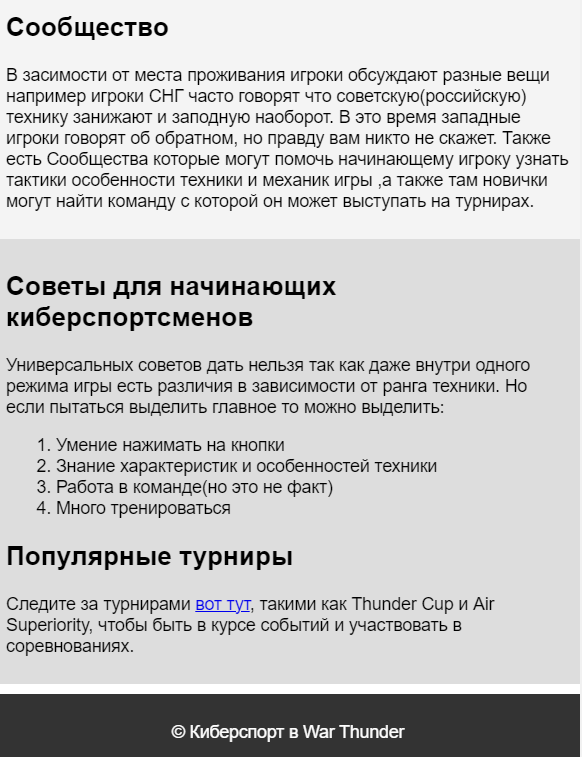 Сообщество
В засимости от места проживания игроки обсуждают разные вещи
например игроки СНГ часто говорят что советскую(российскую)
технику занижают и заподную наоборот. В это время западные
игроки говорят об обратном, но правду вам никто не скажет. Также
есть Сообщества которые могут помочь начинающему игроку узнать
тактики особенности техники и механик игры ,а также там новички
могут найти команду с которой он может выступать на турнирах.
Советы для начинающих
киберспортсменов
Универсальных советов дать нельзя так как даже внутри одного
режима игры есть различия в зависимости от ранга техники. Но
если пытаться выделить главное то можно выделить:
1. Умение нажимать на кнопки
2. Знание характеристик и особенностей техники
3. Работа в команде(но это не факт)
4. Много тренироваться
Популярные турниры
Следите за турнирами вот тут, такими как Thunder Cup и Air
Superiority, чтобы быть в курсе событий и участвовать в
соревнованиях.
© Киберспорт в War Thunder